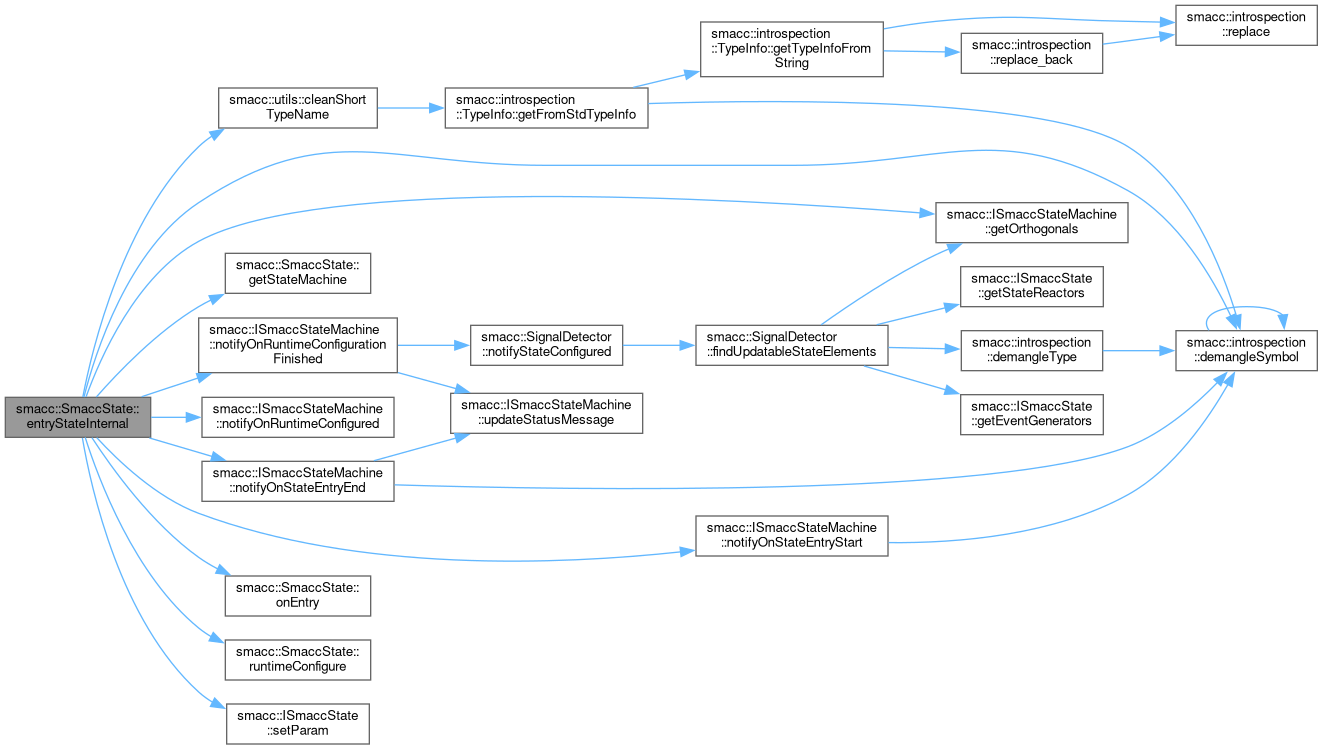 smacc::SmaccState::
entryStateInternal
smacc::utils::cleanShort
TypeName
smacc::introspection
::TypeInfo::getFromStdTypeInfo
smacc::introspection
::TypeInfo::getTypeInfoFrom
String
smacc::introspection
::replace_back
smacc::introspection
::replace
smacc::ISmaccStateMachine
::getOrthogonals
smacc::SmaccState::
getStateMachine
smacc::ISmaccStateMachine
::notifyOnRuntimeConfiguration
Finished
smacc::SignalDetector
::notifyStateConfigured
smacc::SignalDetector
::findUpdatableStateElements
smacc::ISmaccState
::getStateReactors
smacc::introspection
::demangleType
smacc::introspection
::demangleSymbol
smacc::ISmaccState
::getEventGenerators
smacc::ISmaccStateMachine
::updateStatusMessage
smacc::ISmaccStateMachine
::notifyOnRuntimeConfigured
smacc::ISmaccStateMachine
::notifyOnStateEntryEnd
smacc::ISmaccStateMachine
::notifyOnStateEntryStart
smacc::SmaccState::
onEntry
smacc::SmaccState::
runtimeConfigure
smacc::ISmaccState
::setParam